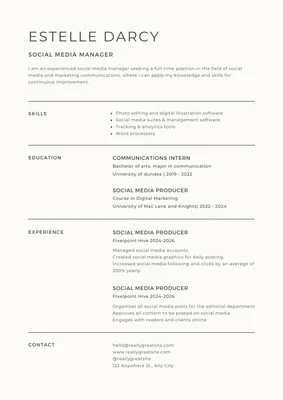 ESTELLE DARCY
SOCIAL MEDIA MANAGER
I am an experienced social media manager seeking a full-time position in the field of social
media and marketing communications, where I can apply my knowledge and skills for
continuous improvement.
SKILLS
Photo editing and digital illustration software
Social media suites & management software
Tracking & analytics tools
Word processors
EDUCATION
COMMUNICATIONS INTERN
Bachelor of arts, major in communication
University of dundee | 2019 - 2022
SOCIAL MEDIA PRODUCER
Course in Digital Marketing
University of Mac Lane and Knights| 2022 - 2024
EXPERIENCE
SOCIAL MEDIA PRODUCER
Pixelpoint Hive 2024-2026
Managed social media accounts.
Created social media graphics for daily posting
Increased social media following and clicks by an average of
200% yearly
SOCIAL MEDIA PRODUCER
Pixelpoint Hive 2024-2026
Organizes all social media posts for the editorial department
Approves all content to be posted on social media
Engages with readers and clients online
CONTACT
hello@reallygreatsite.com
www.reallygreatsite.com
@reallygreatsite
123 Anywhere St., Any City